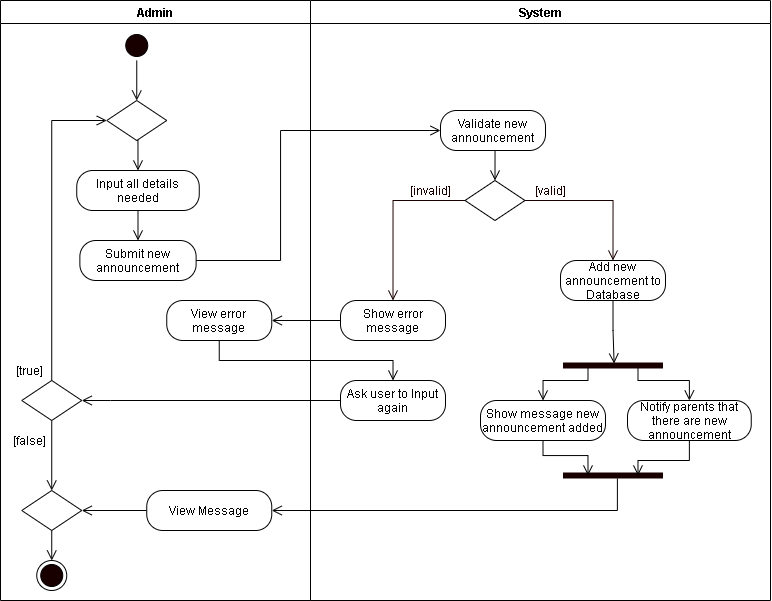 Admin
System
Validate new
announcement
Input all details
needed
[invalid]
[valid]
Submit new
announcement
Add new
announcement to
Database
View error
message
Show error
message
[true]
Ask user to Input
again
Show message new
announcement added
Notify parents that
there are new
announcement
[false]
View Message